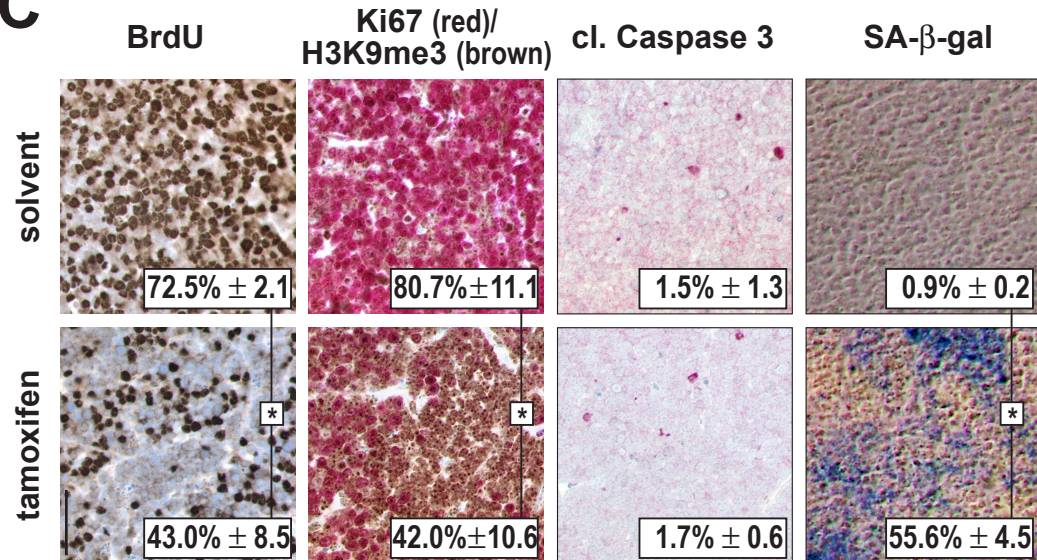 C
BrdU
Ki67 (red)/
H3K9me3 (brown)
cl. Caspase 3
SA-β-gal
solvent
72.5% ± 2.1
80.7%±11.1
1.5% ± 1.3
0.9% ± 0.2
tamoxifen
*
*
*
43.0% ± 8.5
42.0%±10.6
1.7% ± 0.6
55.6% ± 4.5